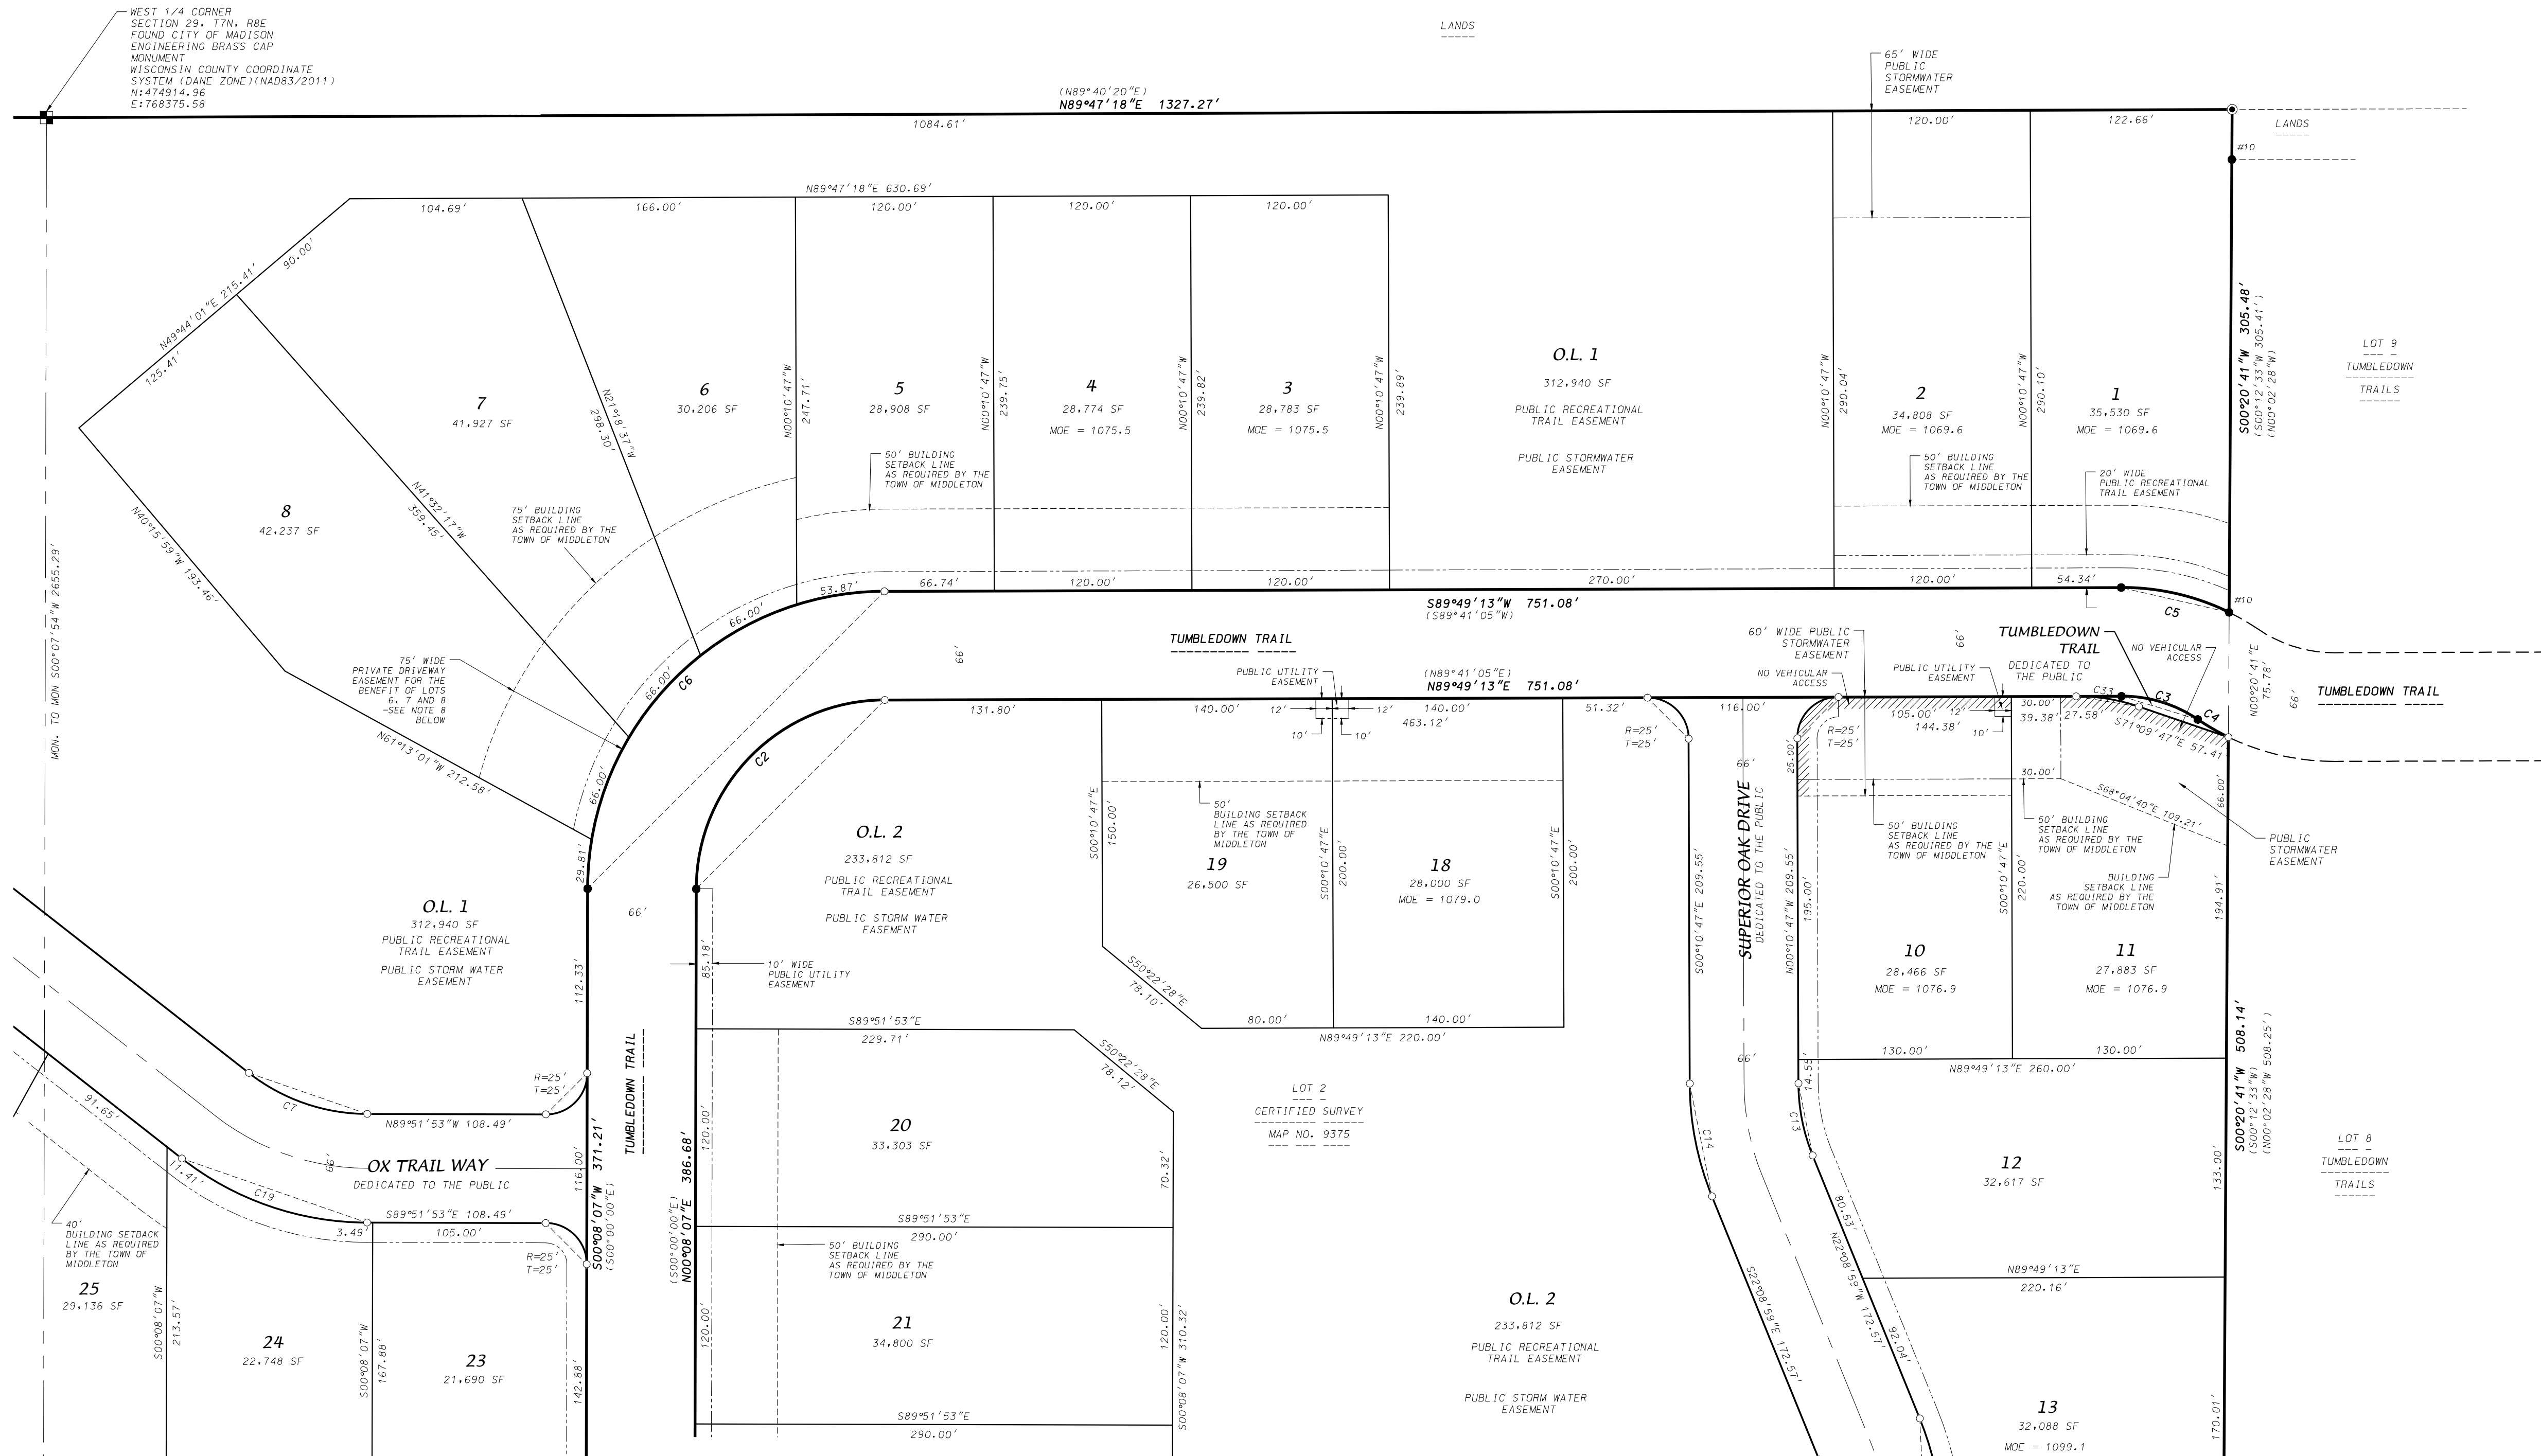 WEST 1/4 CORNER
SECTION 29, T7N, R8E
FOUND CITY OF MADISON
ENGINEERING BRASS CAP
MONUMENT
WISCONSIN COUNTY COORDINATE
SYSTEM (DANE ZONE)(NAD83/2011)
N:474914.96
E:768375.58
LANDS
65' WIDE
PUBLIC
STORMWATER
EASEMENT
(N89°40'20"E)
N89°47'18"E 1327.27'
1084.61'
120.00'
122.66'
LANDS
#10
N89°47'18"E 630.69'
104.69'
166.00'
120.00'
120.00'
120.00'
90.00'
N49°44'01"E 215.41'
125.41'
N40°15'59"W 193.46'
8
42,237 SF
7
41,927 SF
N41°32'17"W
359.45'
N21°18'37"W
298.30'
6
30,206 SF
N00°10'47"W
247.71'
5
28,908 SF
N00°10'47"W
239.75'
4
28,774 SF
MOE = 1075.5
N00°10'47"W
239.82'
3
28,783 SF
MOE = 1075.5
N00°10'47"W
239.89'
O.L. 1
312,940 SF
PUBLIC RECREATIONAL
TRAIL EASEMENT
PUBLIC STORMWATER
EASEMENT
N00°10'47"W
290.04'
2
34,808 SF
MOE = 1069.6
N00°10'47"W
290.10'
1
35,530 SF
MOE = 1069.6
S00°20'41"W 305.48'
(S00°12'33"W 305.41')
(N00°02'28"W)
LOT 9
TUMBLEDOWN
TRAILS
50' BUILDING
SETBACK LINE
AS REQUIRED BY THE
TOWN OF MIDDLETON
75' BUILDING
SETBACK LINE
AS REQUIRED BY THE
TOWN OF MIDDLETON
50' BUILDING
SETBACK LINE
AS REQUIRED BY THE
TOWN OF MIDDLETON
20' WIDE
PUBLIC RECREATIONAL
TRAIL EASEMENT
MON. TO MON S00°07'54"W 2655.29'
53.87'
66.74'
120.00'
120.00'
270.00'
120.00'
54.34'
66.00'
66.00'
66.00'
29.81'
C6
C5
#10
S89°49'13"W 751.08'
(S89°41'05"W)
TUMBLEDOWN TRAIL
66'
75' WIDE
PRIVATE DRIVEWAY
EASEMENT FOR THE
BENEFIT OF LOTS
6, 7 AND 8
-SEE NOTE 8
BELOW
N61°13'01"W 212.58'
60' WIDE PUBLIC
STORMWATER
EASEMENT
66'
TUMBLEDOWN
TRAIL
DEDICATED TO
THE PUBLIC
NO VEHICULAR
ACCESS
PUBLIC UTILITY
EASEMENT
(N89°41'05"E)
N89°49'13"E 751.08'
NO VEHICULAR
ACCESS
PUBLIC UTILITY
EASEMENT
N00°20'41"E
75.78'
66'
TUMBLEDOWN TRAIL
C2
131.80'
140.00'
12'
12'
10'
10'
140.00'
463.12'
51.32'
116.00'
105.00'
144.38'
12'
10'
30.00'
39.38'
27.58'
C33
C3
C4
S71°09'47"E 57.41
R=25'
T=25'
R=25'
T=25'
25.00'
66'
30.00'
S68°04'40"E 109.21'
66.00'
50'
BUILDING SETBACK
LINE AS REQUIRED
BY THE TOWN OF
MIDDLETON
50' BUILDING
SETBACK LINE
AS REQUIRED BY THE
TOWN OF MIDDLETON
50' BUILDING
SETBACK LINE
AS REQUIRED BY THE
TOWN OF MIDDLETON
PUBLIC
STORMWATER
EASEMENT
BUILDING
SETBACK LINE
AS REQUIRED BY THE
TOWN OF MIDDLETON
O.L. 2
233,812 SF
PUBLIC RECREATIONAL
TRAIL EASEMENT
PUBLIC STORM WATER
EASEMENT
S00°10'47"E
150.00'
19
26,500 SF
S00°10'47"E
200.00'
18
28,000 SF
MOE = 1079.0
S00°10'47"E
200.00'
S50°22'28"E
78.10'
80.00'
140.00'
N89°49'13"E 220.00'
S00°10'47"E 209.55'
SUPERIOR OAK DRIVE
DEDICATED TO THE PUBLIC
N00°10'47"W 209.55'
195.00'
10
28,466 SF
MOE = 1076.9
S00°10'47"E
220.00'
11
27,883 SF
MOE = 1076.9
194.91'
130.00'
130.00'
N89°49'13"E 260.00'
66'
14.55'
S00°20'41"W 508.14'
(S00°12'33"W)
(N00°02'28"W 508.25')
O.L. 1
312,940 SF
PUBLIC RECREATIONAL
TRAIL EASEMENT
PUBLIC STORM WATER
EASEMENT
66'
112.33'
85.18'
10' WIDE
PUBLIC UTILITY
EASEMENT
S89°51'53"E
229.71'
S50°22'28"E
78.12'
TUMBLEDOWN TRAIL
R=25'
T=25'
C7
N89°51'53"W 108.49'
91.65'
66'
OX TRAIL WAY
DEDICATED TO THE PUBLIC
116.00'
S00°08'07"W 371.21'
(S00°00'00"E)
(S00°00'00"E)
N00°08'07"E 386.68'
120.00'
20
33,303 SF
70.32'
LOT 2
CERTIFIED SURVEY
MAP NO. 9375
C14
C13
12
32,617 SF
133.00'
LOT 8
TUMBLEDOWN
TRAILS
11.41'
C19
S89°51'53"E 108.49'
3.49'
105.00'
R=25'
T=25'
40'
BUILDING SETBACK
LINE AS REQUIRED
BY THE TOWN OF
MIDDLETON
25
29,136 SF
S00°08'07"W
213.57'
24
22,748 SF
S00°08'07"W
167.88'
23
21,690 SF
142.88'
S89°51'53"E
290.00'
50' BUILDING
SETBACK LINE
AS REQUIRED BY THE
TOWN OF MIDDLETON
120.00'
21
34,800 SF
120.00'
S00°08'07"W 310.32'
S89°51'53"E
290.00'
O.L. 2
233,812 SF
PUBLIC RECREATIONAL
TRAIL EASEMENT
PUBLIC STORM WATER
EASEMENT
S22°08'59"E 172.57'
80.53'
N22°08'59"W 172.57'
92.04'
N89°49'13"E
220.16'
13
32,088 SF
MOE = 1099.1
170.01'